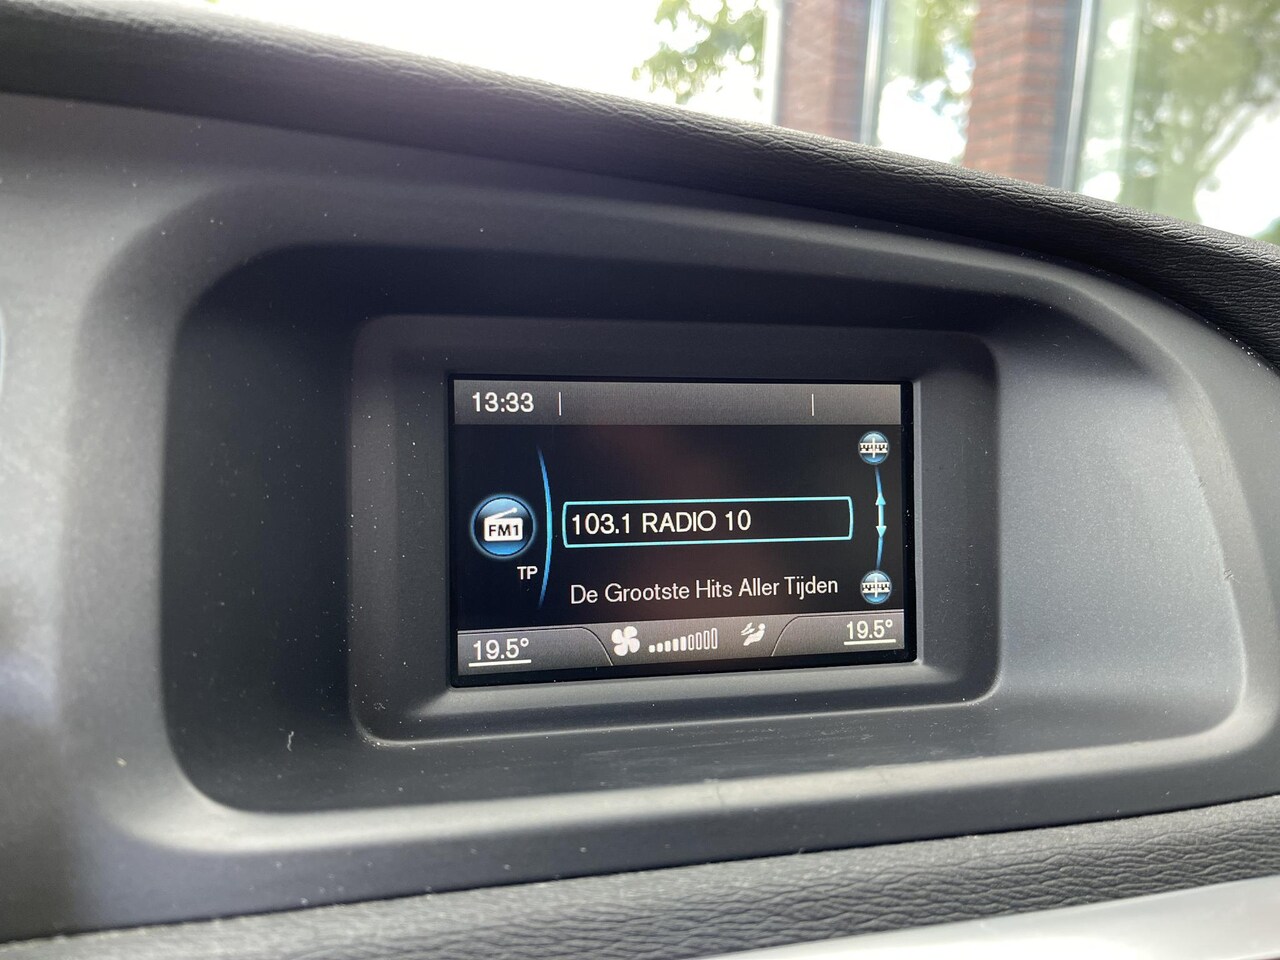 13:33
FM1
103.1 RADIO 10
TP
De Grootste Hits Aller Tijden
19.5°
19.5°